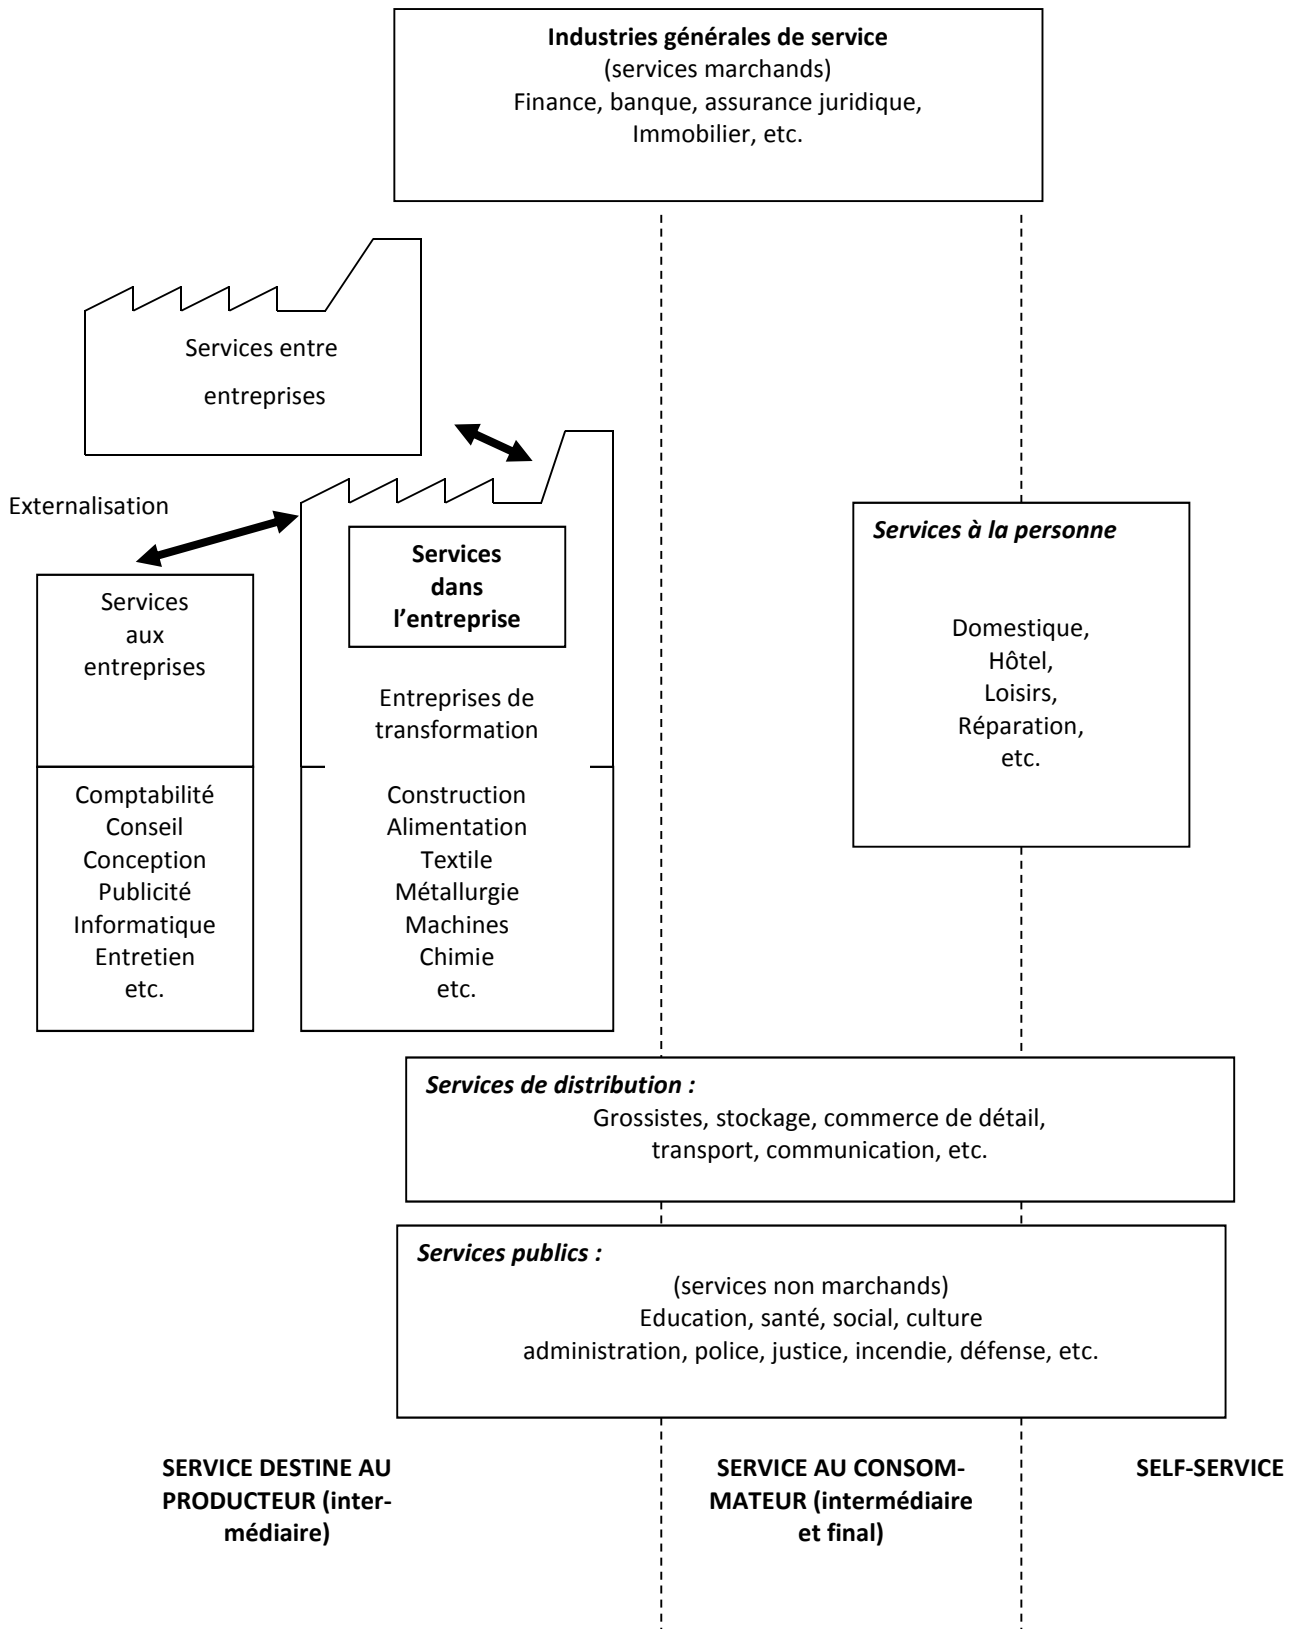 Industries générales de service
(services marchands)
Finance, banque, assurance juridique,
Immobilier, etc.
Services entre
entreprises
Externalisation
Services
aux
entreprises
Comptabilité
Conseil
Conception
Publicité
Informatique
Entretien
etc.
Services
dans
l’entreprise
Entreprises de
transformation
Construction
Alimentation
Textile
Métallurgie
Machines
Chimie
etc.
Services à la personne
Domestique,
Hôtel,
Loisirs,
Réparation,
etc.
Services de distribution :
Grossistes, stockage, commerce de détail,
transport, communication, etc.
Services publics :
(services non marchands)
Education, santé, social, culture
administration, police, justice, incendie, défense, etc.
SERVICE DESTINE AU
PRODUCTEUR (inter-
médiaire)
SERVICE AU CONSOM-
MATEUR (intermédiaire
et final)
SELF-SERVICE